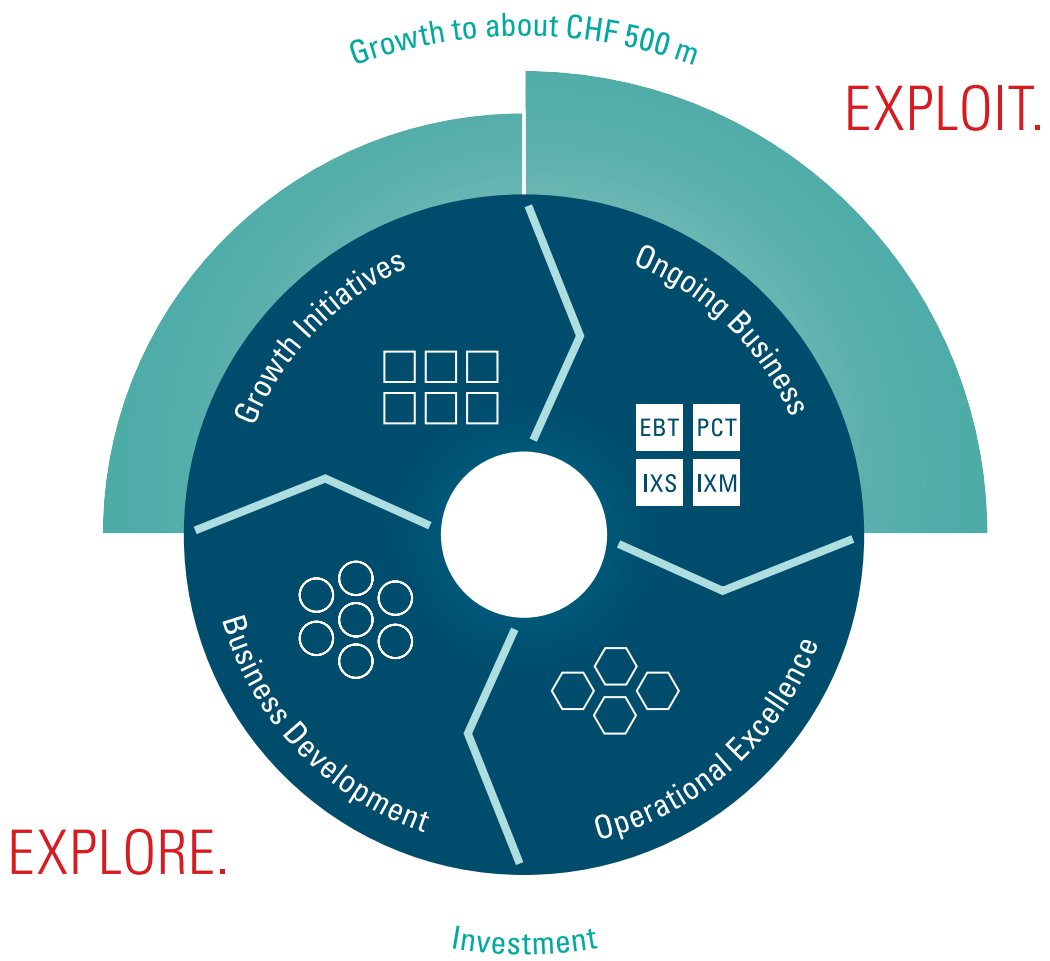 Growth to about CHF 500 m
EXPLOIT.
Growth Initiatives
Ongoing Business
EBT PCT
IXS IXM
Business Development
Operational Excellence
EXPLORE.
Investment